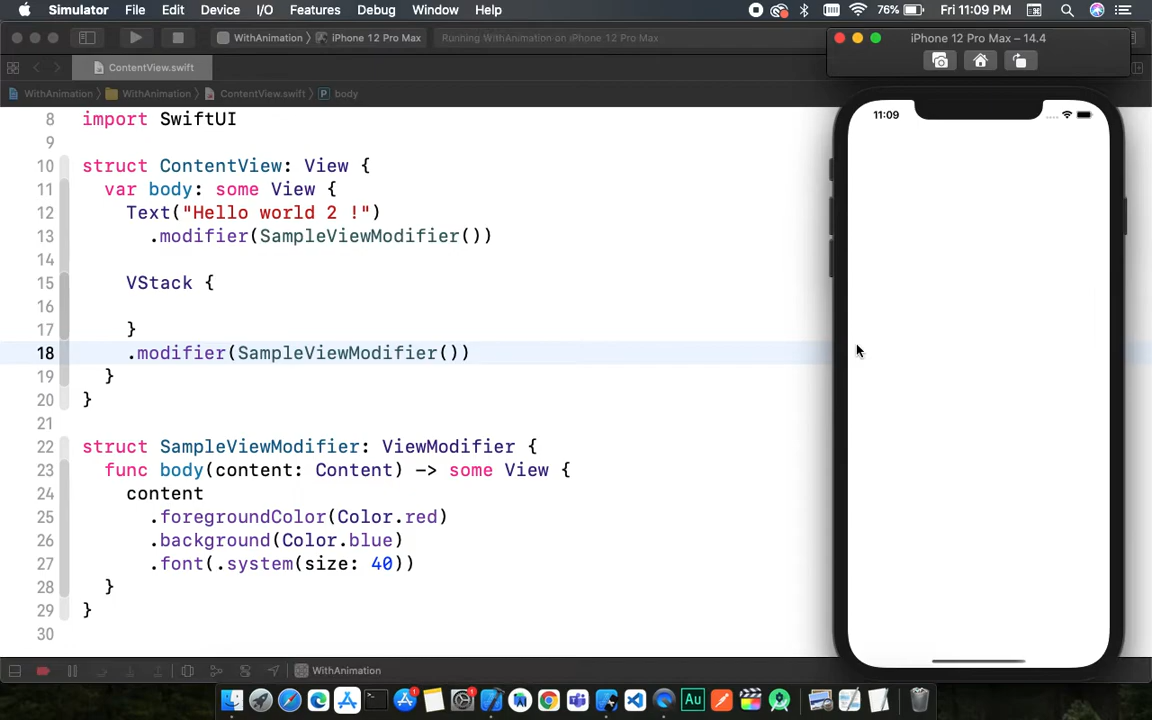 Simulator File Edit Device I/O Features Debug Window Help 76% Fri 11:09 PM
WithAnimation iPhone 12 Pro Max Running WithAnimation on iPhone 12 Pro Max iPhone 12 Pro Max – 14.4
ContentView.swift
WithAnimation WithAnimation ContentView.swift P body
8 import SwiftUI
9
10 struct ContentView: View {
11 var body: some View {
12 Text("Hello world 2 !")
13 .modifier(SampleViewModifier())
14
15 VStack {
16
17 }
18 .modifier(SampleViewModifier())
19 }
20 }
21
22 struct SampleViewModifier: ViewModifier {
23 func body(content: Content) -> some View {
24 content
25 .foregroundColor(Color.red)
26 .background(Color.blue)
27 .font(.system(size: 40))
28 }
29 }
30
11:09
WithAnimation
Au